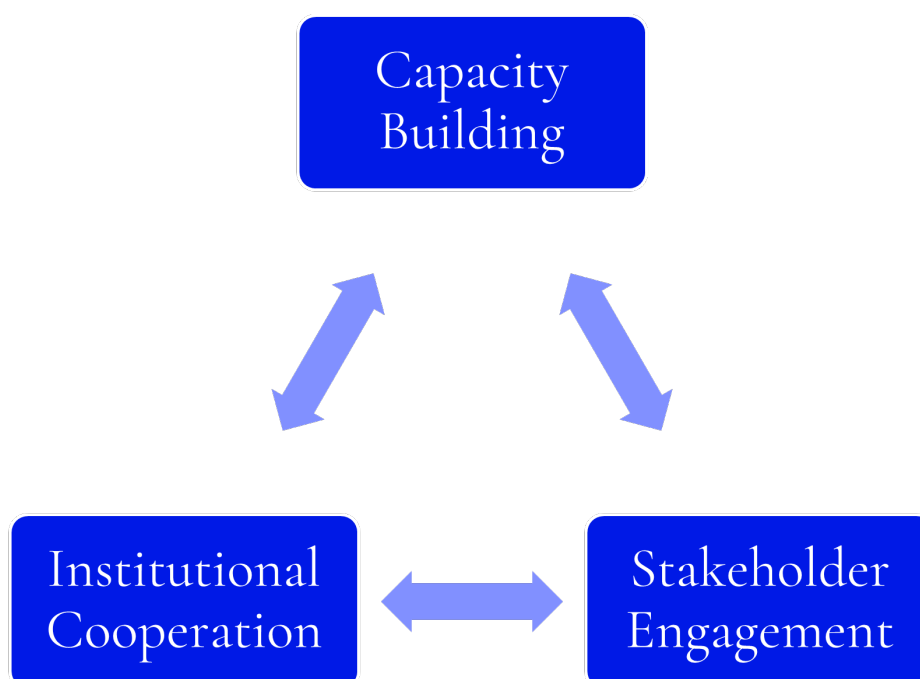 Capacity
Building
Institutional
Cooperation
Stakeholder
Engagement